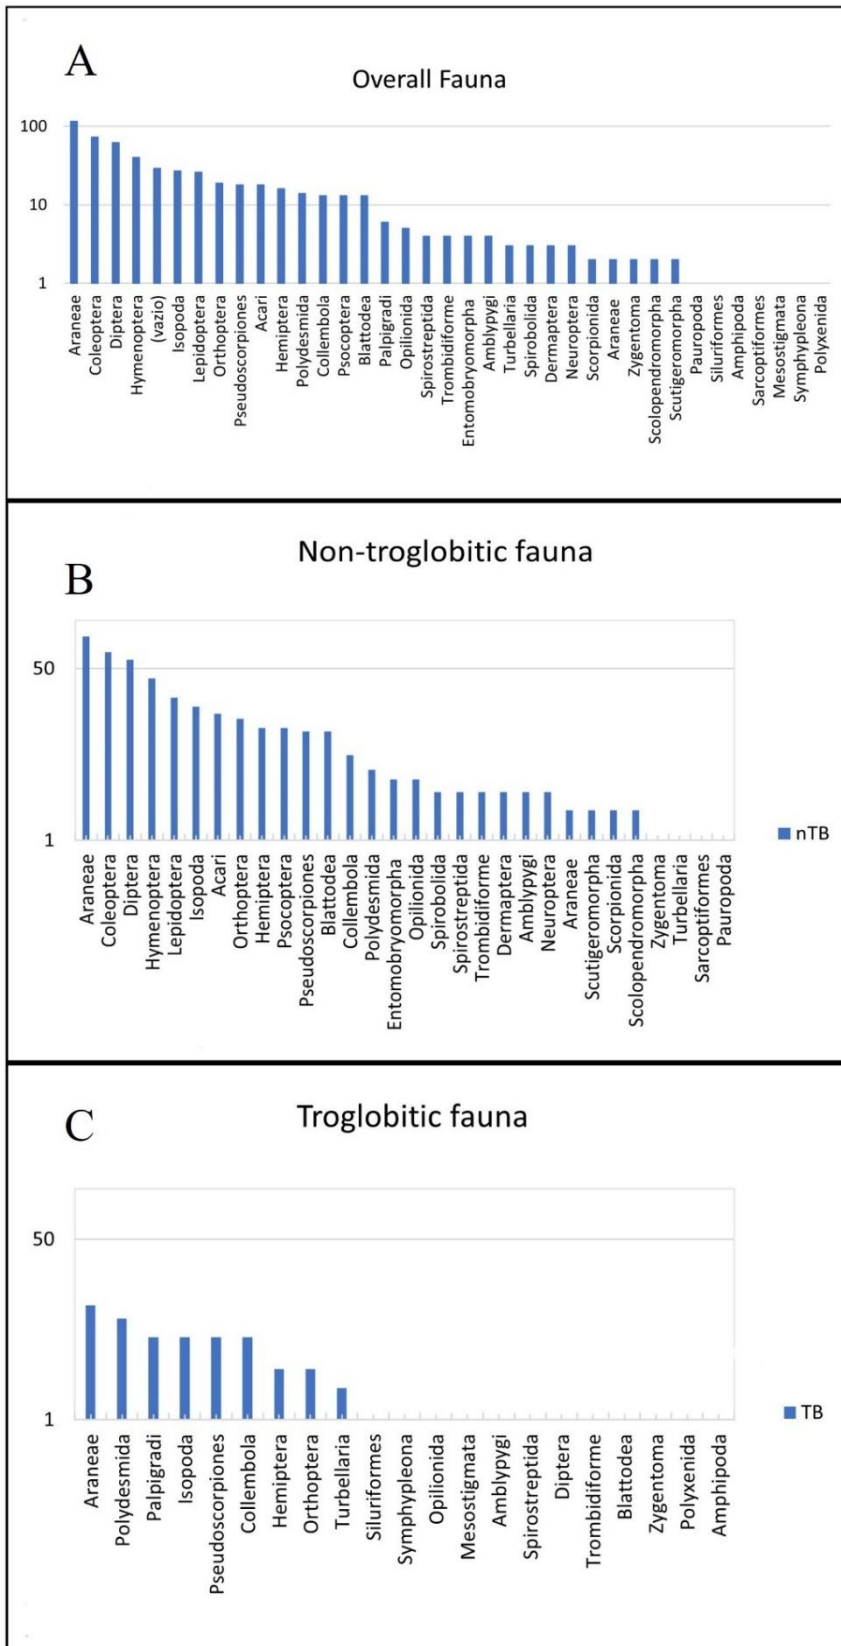 A
Overall Fauna
100
10
1
Araneae
Coleoptera
Diptera
Hymenoptera
(vazio)
Isopoda
Lepidoptera
Orthoptera
Pseudoscorpiones
Acari
Hemiptera
Polydesmida
Collembola
Psocoptera
Blattodea
Palpigradi
Opilionida
Spirostreptida
Trombidiforme
Entomobryomorpha
Amblypygi
Turbellaria
Spirobolida
Dermaptera
Neuroptera
Scorpionida
Araneae
Zygentoma
Scolopendromorpha
Scutigeromorpha
Pauropoda
Siluriformes
Amphipoda
Sarcoptiformes
Mesostigmata
Symphypleona
Polyxenida
B
Non-troglobitic fauna
50
1
Araneae
Coleoptera
Diptera
Hymenoptera
Lepidoptera
Isopoda
Acari
Orthoptera
Hemiptera
Psocoptera
Pseudoscorpiones
Blattodea
Collembola
Polydesmida
Entomobryomorpha
Opilionida
Spirobolida
Spirostreptida
Trombidiforme
Dermaptera
Amblypygi
Neuroptera
Araneae
Scutigeromorpha
Scorpionida
Scolopendromorpha
Zygentoma
Turbellaria
Sarcoptiformes
Pauropoda
nTB
C
Troglobitic fauna
50
1
Araneae
Polydesmida
Palpigradi
Isopoda
Pseudoscorpiones
Collembola
Hemiptera
Orthoptera
Turbellaria
Siluriformes
Symphypleona
Opilionida
Mesostigmata
Amblypygi
Spirostreptida
Diptera
Trombidiforme
Blattodea
Zygentoma
Polyxenida
Amphipoda
TB